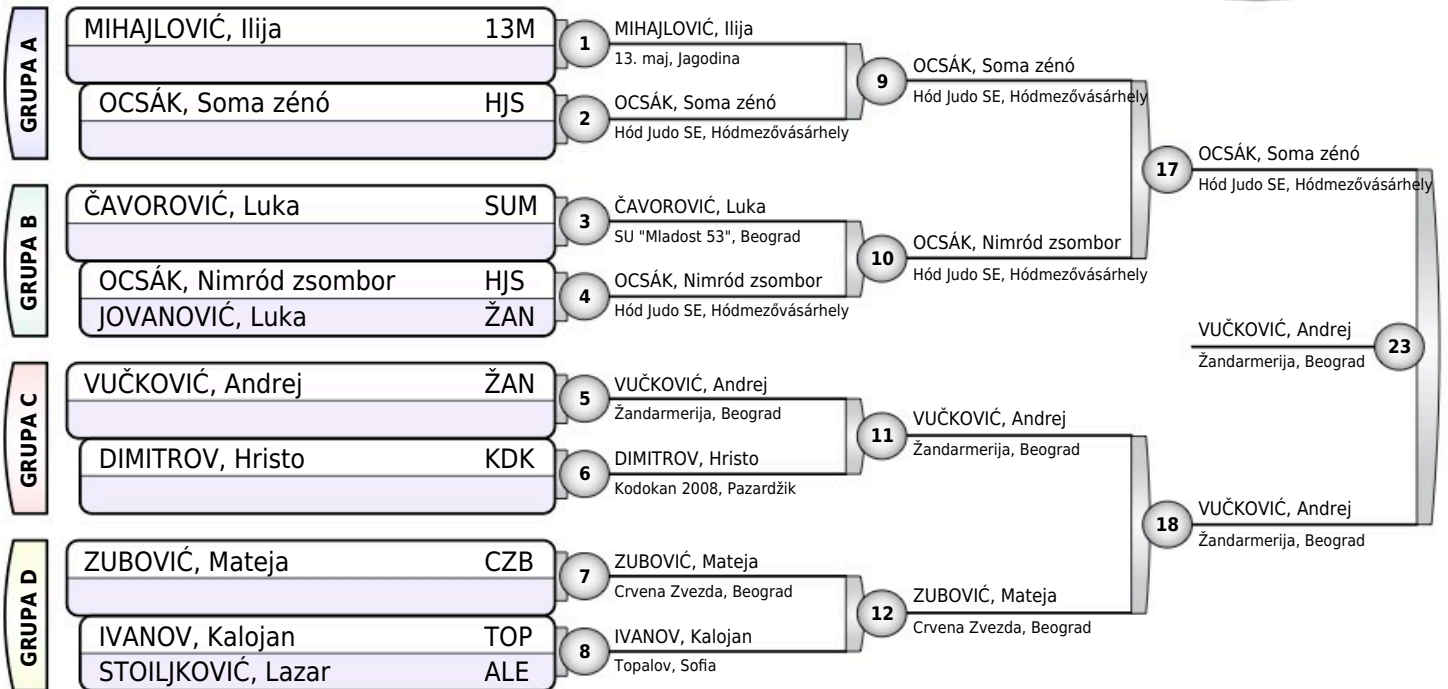 GRUPA A
MIHAJLOVIĆ, Ilija 13M
OCSÁK, Soma zénó HJS
GRUPA B
ČAVOROVIĆ, Luka SUM
OCSÁK, Nimród zsombor HJS
JOVANOVIĆ, Luka ŽAN
GRUPA C
VUČKOVIĆ, Andrej ŽAN
DIMITROV, Hristo KDK
GRUPA D
ZUBOVIĆ, Mateja CZB
IVANOV, Kalojan TOP
STOILJKOVIĆ, Lazar ALE
1
MIHAJLOVIĆ, Ilija
13. maj, Jagodina
2
OCSÁK, Soma zénó
Hód Judo SE, Hódmezővásárhely
3
ČAVOROVIĆ, Luka
SU "Mladost 53", Beograd
4
OCSÁK, Nimród zsombor
Hód Judo SE, Hódmezővásárhely
5
VUČKOVIĆ, Andrej
Žandarmerija, Beograd
6
DIMITROV, Hristo
Kodokan 2008, Pazardžik
7
ZUBOVIĆ, Mateja
Crvena Zvezda, Beograd
8
IVANOV, Kalojan
Topalov, Sofia
9
OCSÁK, Soma zénó
Hód Judo SE, Hódmezővásárhely
10
OCSÁK, Nimród zsombor
Hód Judo SE, Hódmezővásárhely
11
VUČKOVIĆ, Andrej
Žandarmerija, Beograd
12
ZUBOVIĆ, Mateja
Crvena Zvezda, Beograd
17
OCSÁK, Soma zénó
Hód Judo SE, Hódmezővásárhely
18
VUČKOVIĆ, Andrej
Žandarmerija, Beograd
VUČKOVIĆ, Andrej
Žandarmerija, Beograd
23